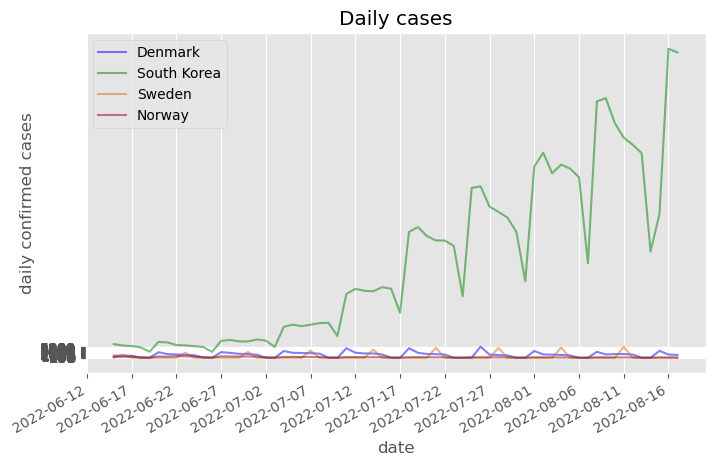 Daily cases
Denmark
South Korea
Sweden
Norway
daily confirmed cases
2022-06-12
2022-06-17
2022-06-22
2022-06-27
2022-07-02
2022-07-07
2022-07-12
2022-07-17
2022-07-22
2022-07-27
2022-08-01
2022-08-06
2022-08-11
2022-08-16
date